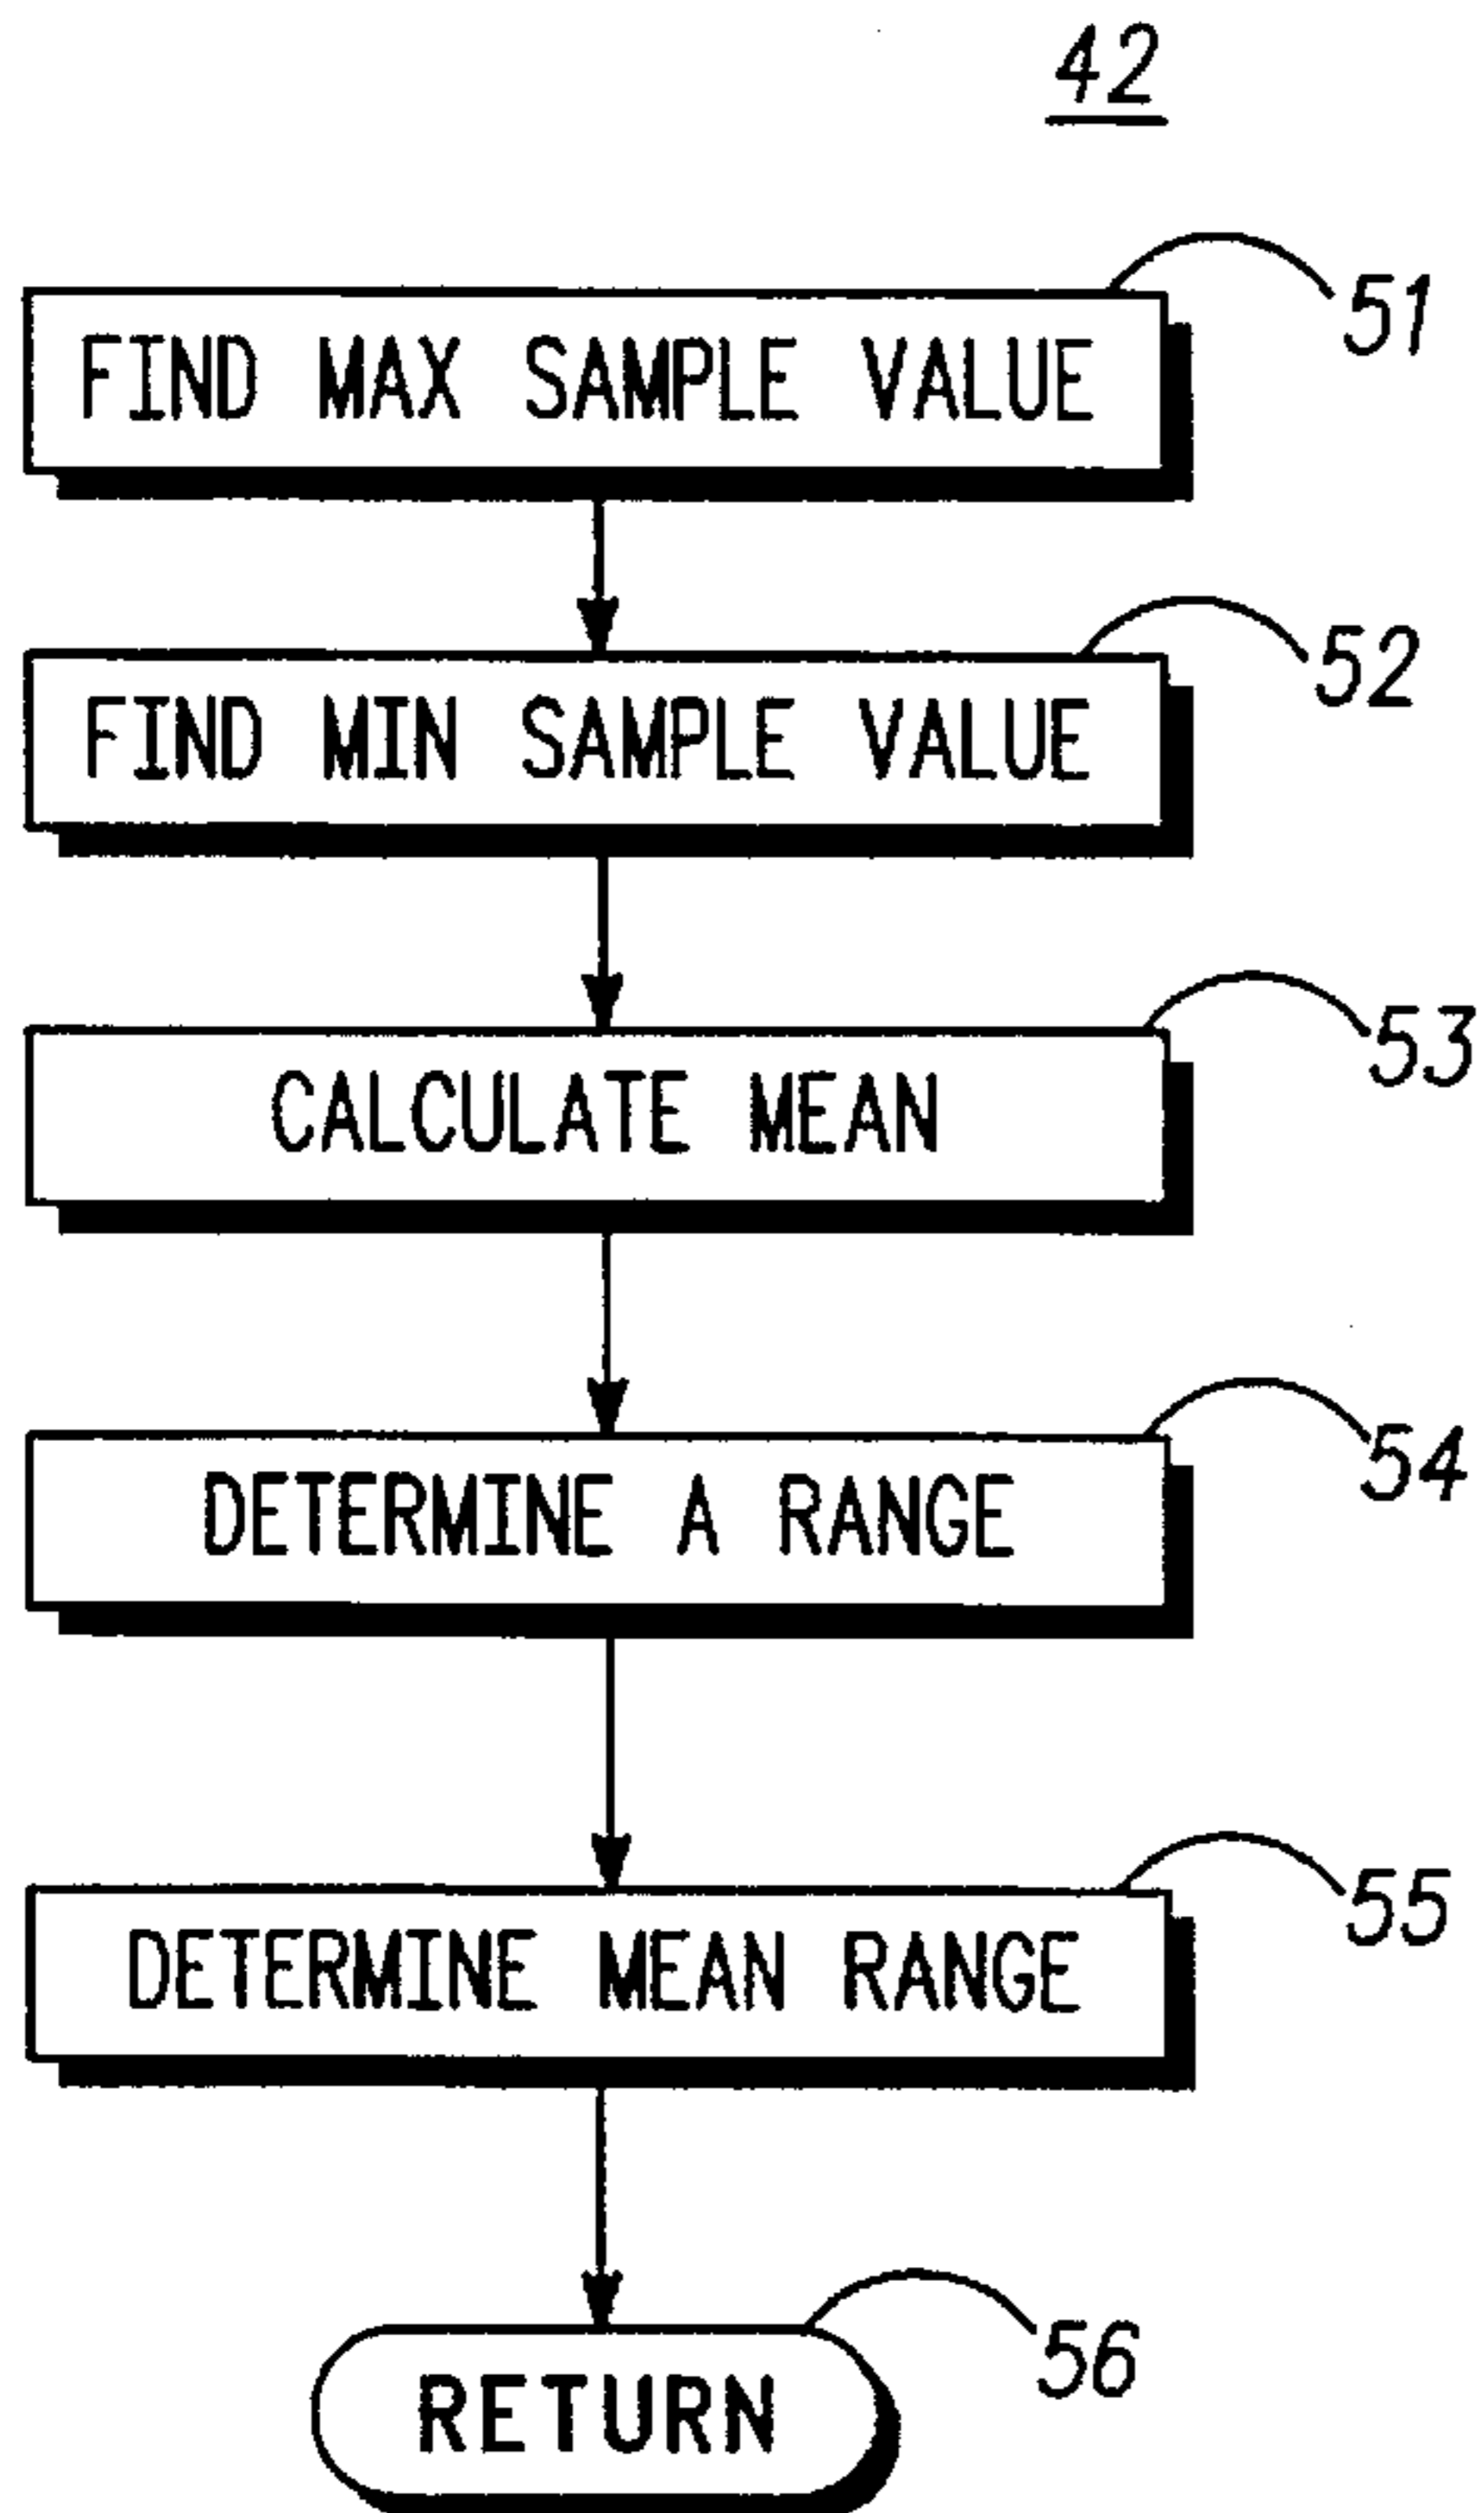 42
51
FIND MAX SAMPLE VALUE
52
FIND MIN SAMPLE VALUE
53
CALCULATE MEAN
54
DETERMINE A RANGE
55
DETERMINE MEAN RANGE
56
RETURN